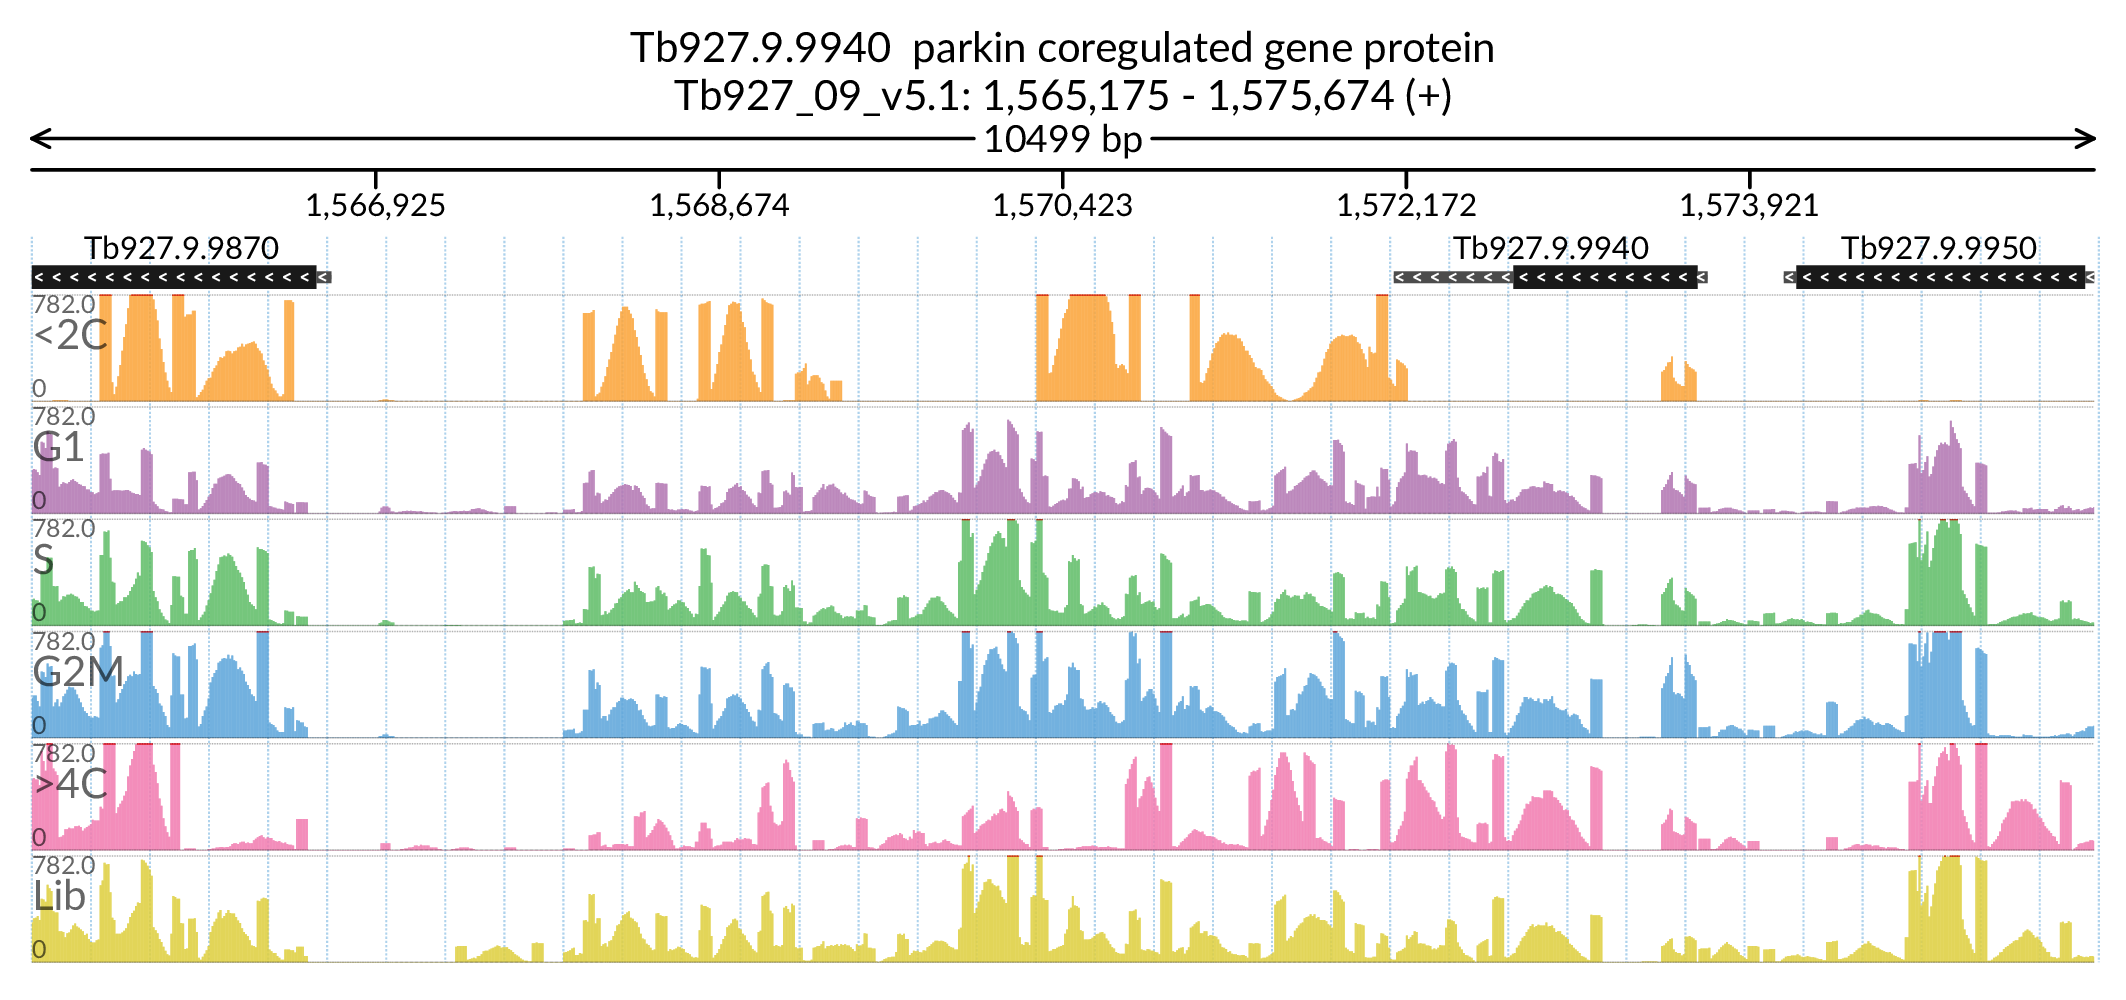 Tb927.9.9940  parkin coregulated gene protein
Tb927_09_v5.1: 1,565,175 - 1,575,674 (+)
10499 bp
1,566,925 1,568,674 1,570,423 1,572,172 1,573,921
Tb927.9.9870 Tb927.9.9940 Tb927.9.9950
782.0
<2C
0
782.0
G1
0
782.0
S
0
782.0
G2M
0
782.0
>4C
0
782.0
Lib
0